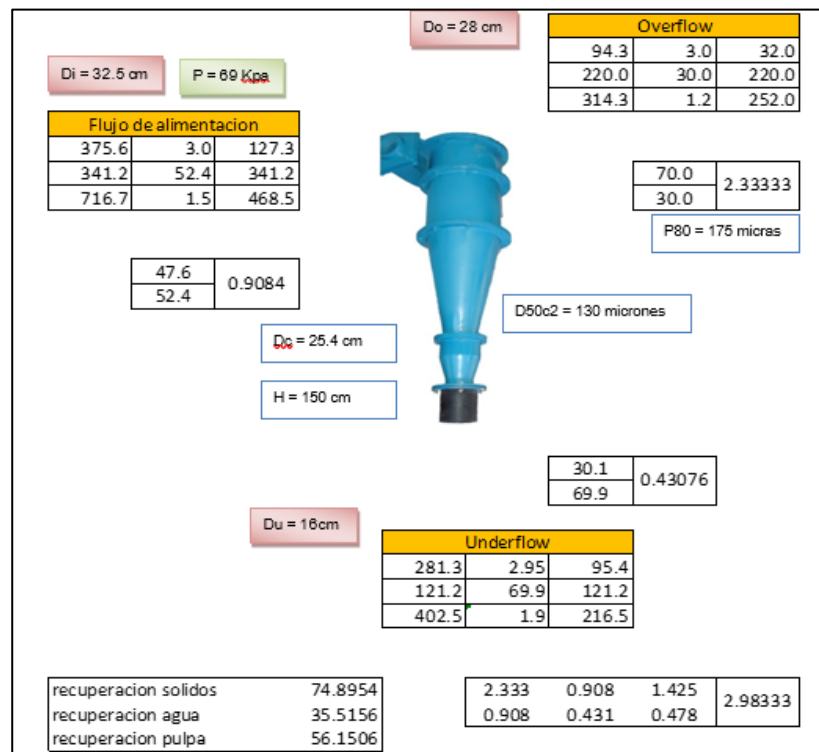 Do = 28 cm
Overflow
94.3 3.0 32.0
220.0 30.0 220.0
314.3 1.2 252.0
Di = 32.5 cm
P = 69 Kpa
Flujo de alimentacion
375.6 3.0 127.3
341.2 52.4 341.2
716.7 1.5 468.5
70.0
30.0
2.33333
P80 = 175 micras
47.6
52.4
0.9084
D50c2 = 130 micrones
Dc = 25.4 cm
H = 150 cm
30.1
69.9
0.43076
Du = 16cm
Underflow
281.3 2.95 95.4
121.2 69.9 121.2
402.5 1.9 216.5
recuperacion solidos 74.8954
recuperacion agua 35.5156
recuperacion pulpa 56.1506
2.333 0.908 1.425
0.908 0.431 0.478
2.98333